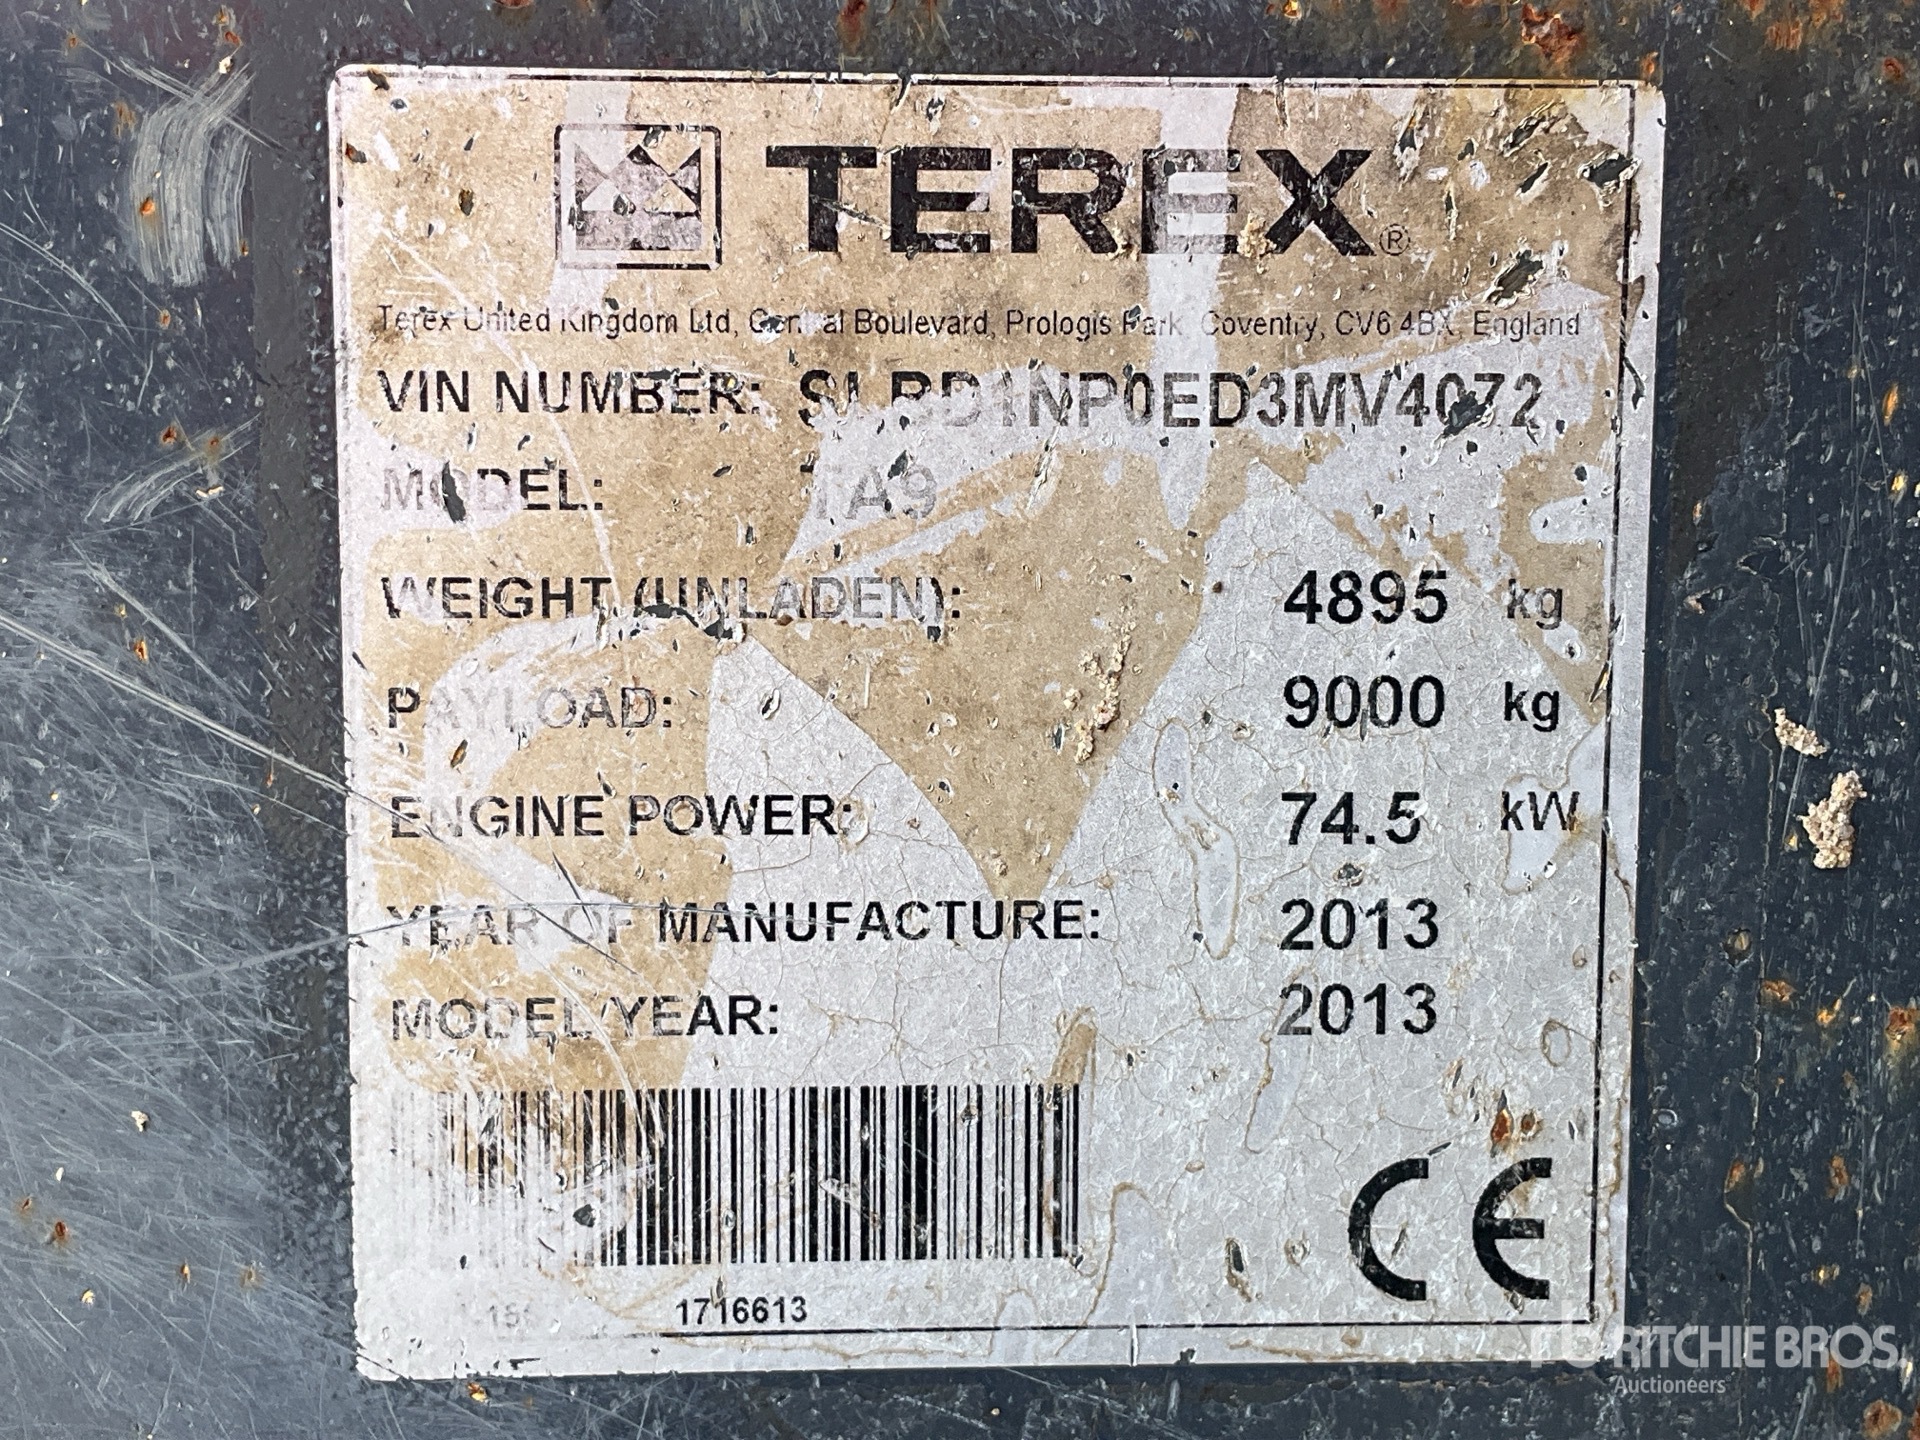 TEREX®
Terex United Kingdom Ltd, Central Boulevard, Prologis Park, Coventry, CV6 4BX, England
VIN NUMBER: SLBD1NP0ED3MV4072
MODEL: TA9
WEIGHT (UNLADEN): 4895 kg
PAYLOAD: 9000 kg
ENGINE POWER: 74.5 kW
YEAR OF MANUFACTURE: 2013
MODEL/YEAR: 2013
1716613
CE
rb RITCHIE BROS.
Auctioneers